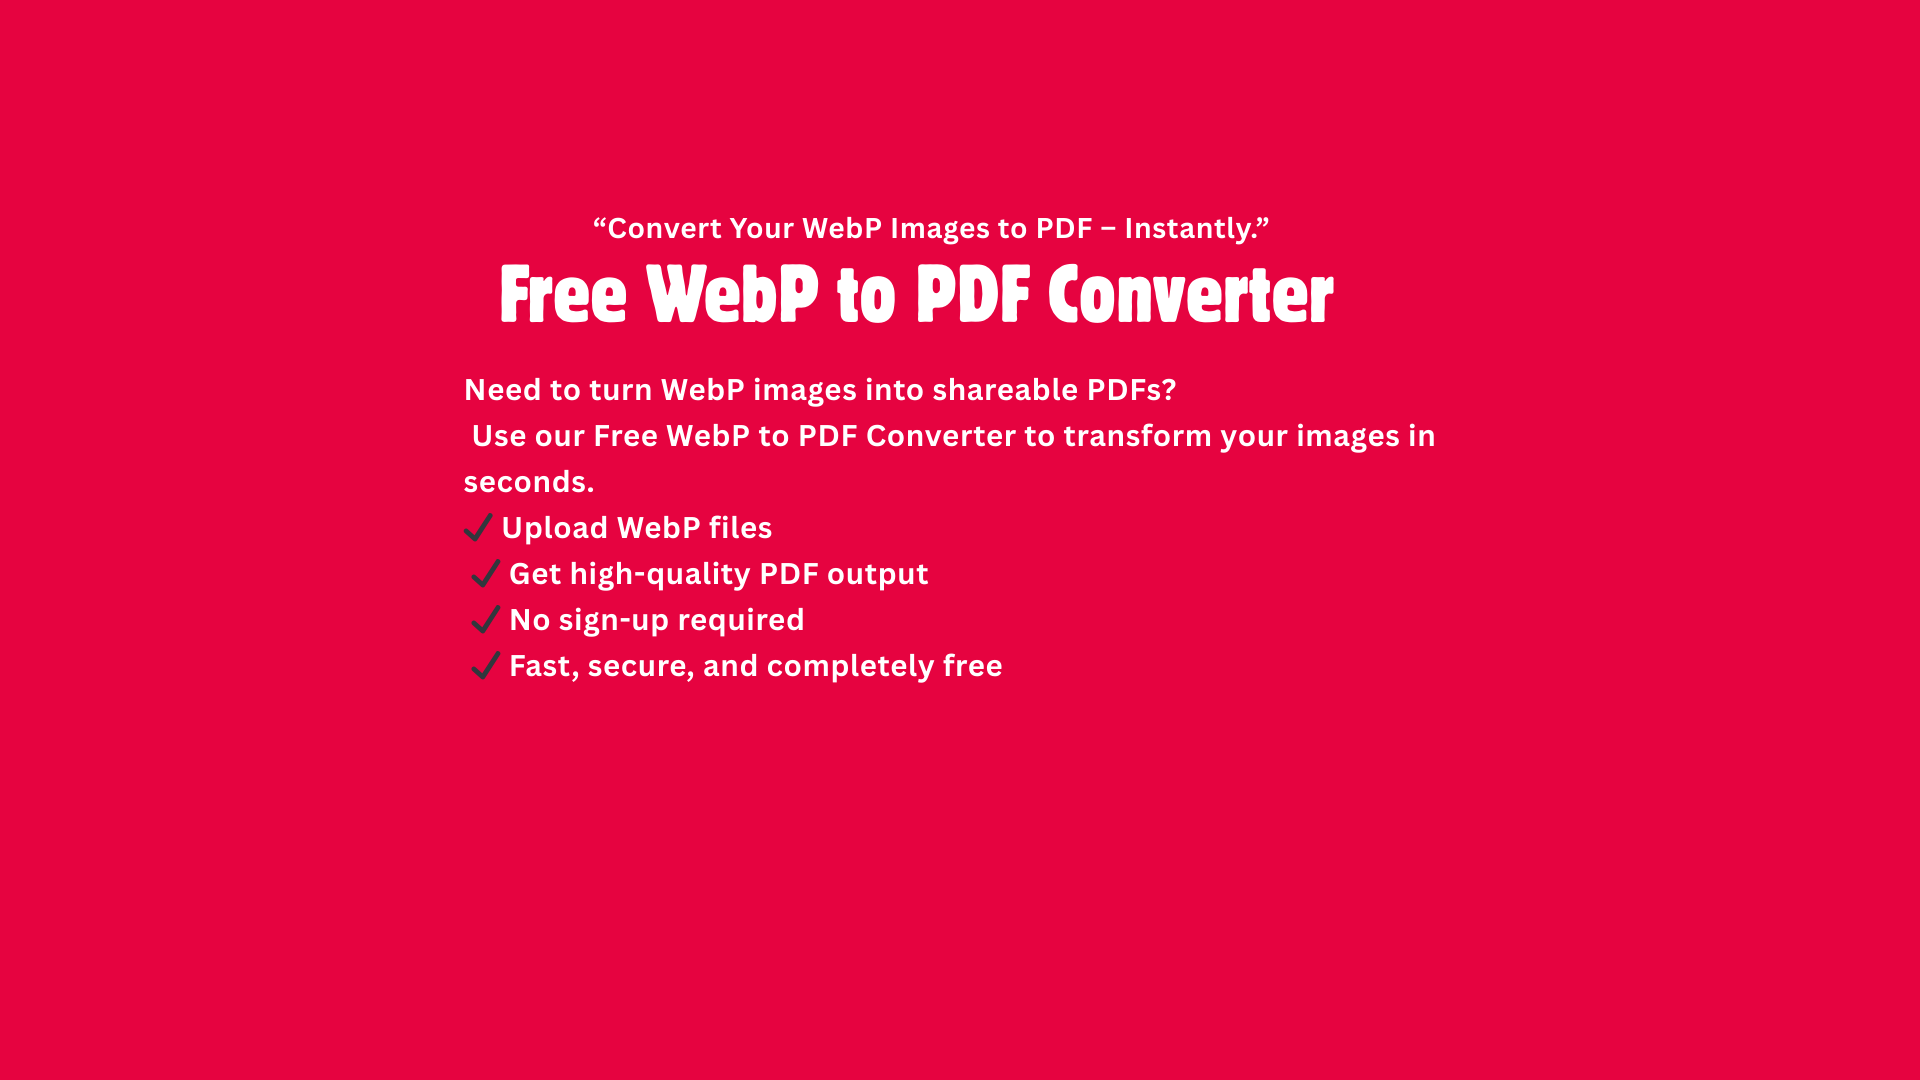 “Convert Your WebP Images to PDF – Instantly.”
Free WebP to PDF Converter
Need to turn WebP images into shareable PDFs?
Use our Free WebP to PDF Converter to transform your images in
seconds.
✔ Upload WebP files
✔ Get high-quality PDF output
✔ No sign-up required
✔ Fast, secure, and completely free